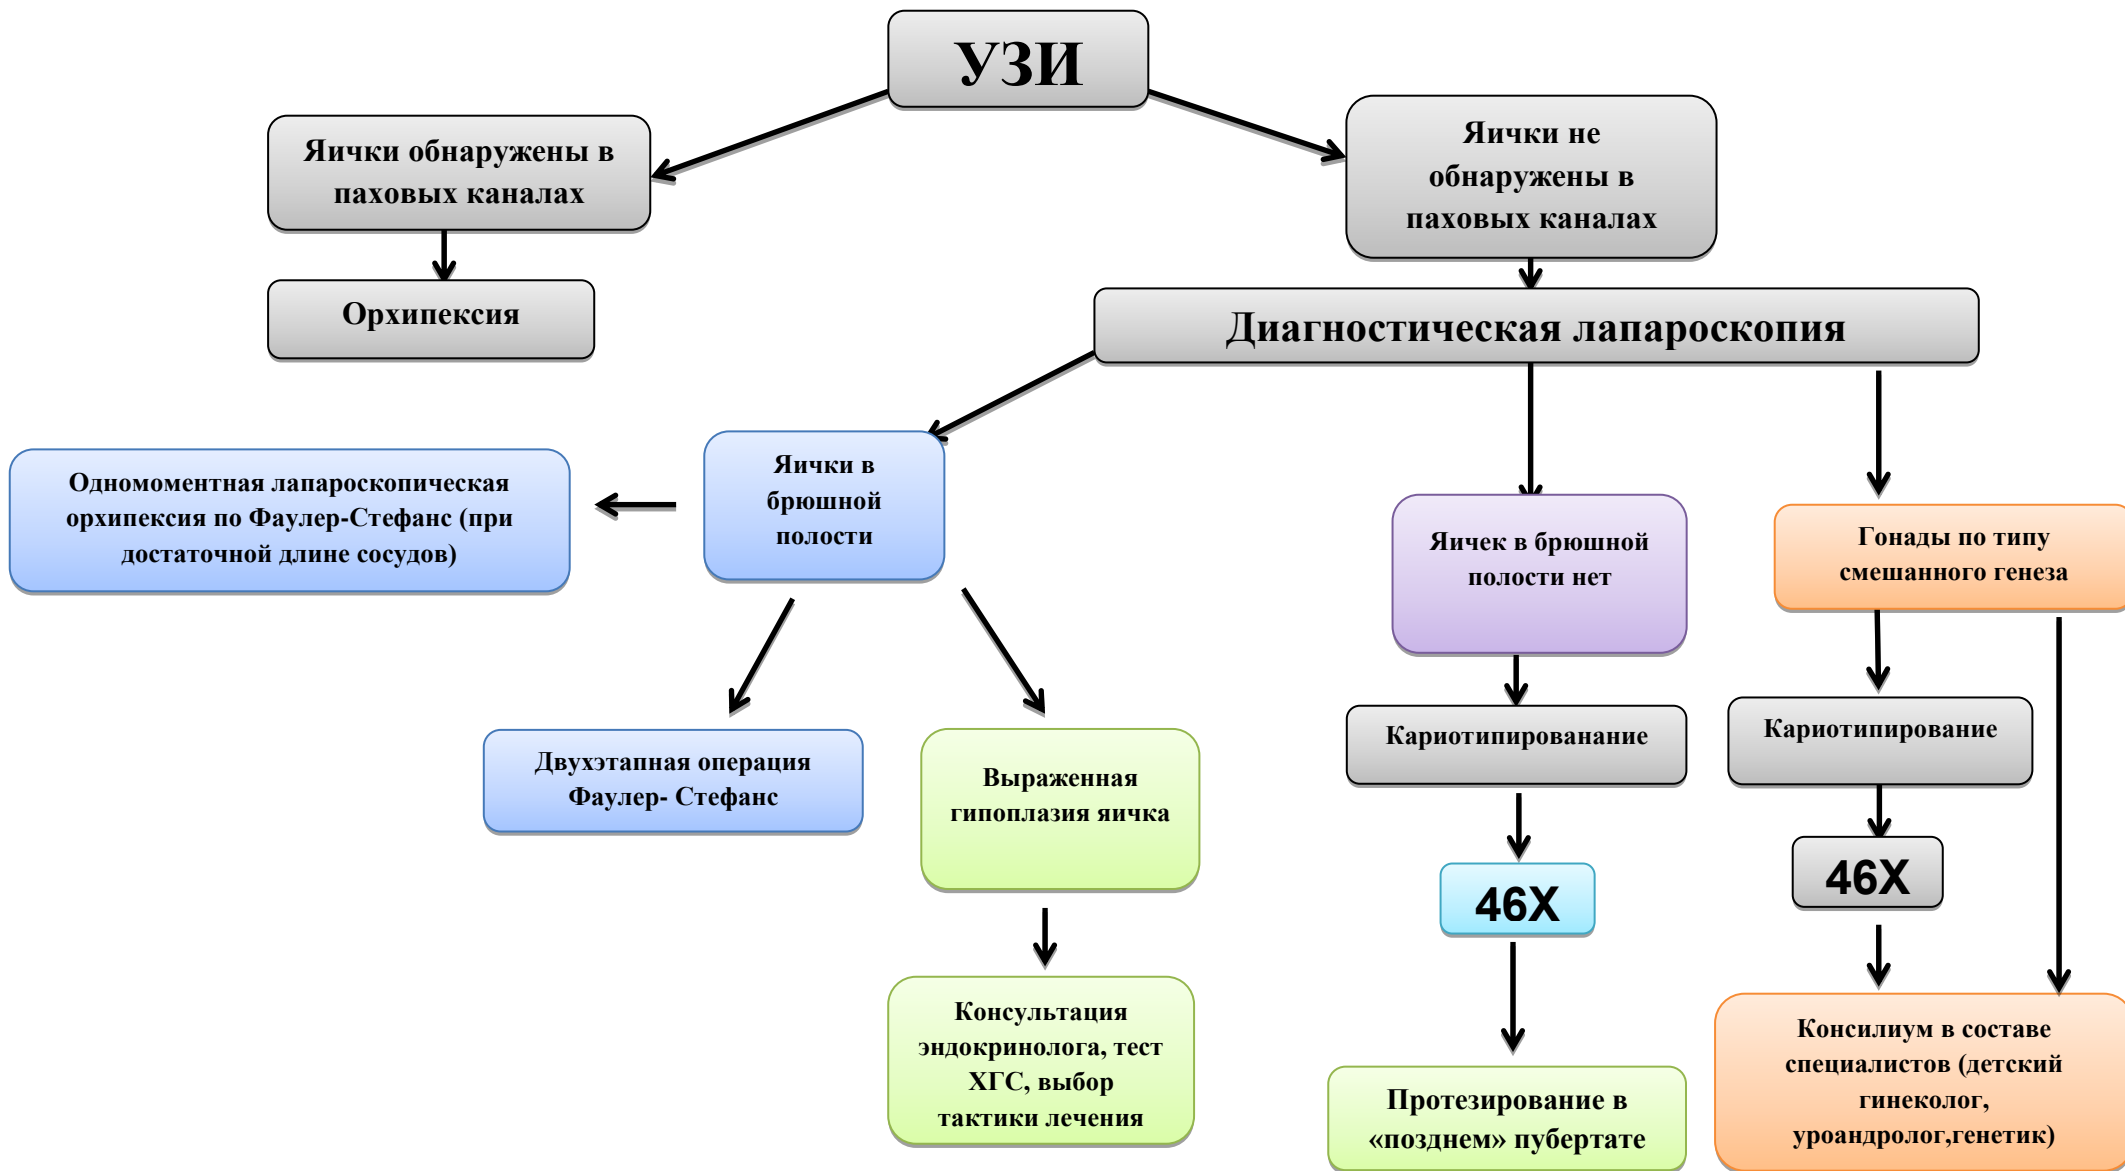 УЗИ
Яички обнаружены в
паховых каналах
Яички не
обнаружены в
паховых каналах
Орхипексия
Диагностическая лапароскопия
Одномоментная лапароскопическая
орхипексия по Фаулер-Стефанс (при
достаточной длине сосудов)
Яички в
брюшной
полости
Яичек в брюшной
полости нет
Гонады по типу
смешанного генеза
Двухэтапная операция
Фаулер- Стефанс
Выраженная
гипоплазия яичка
Кариотипированание
Кариотипирование
46X
46X
Консультация
эндокринолога, тест
ХГС, выбор
тактики лечения
Протезирование в
«позднем» пубертате
Консилиум в составе
специалистов (детский
гинеколог,
уроандролог,генетик)